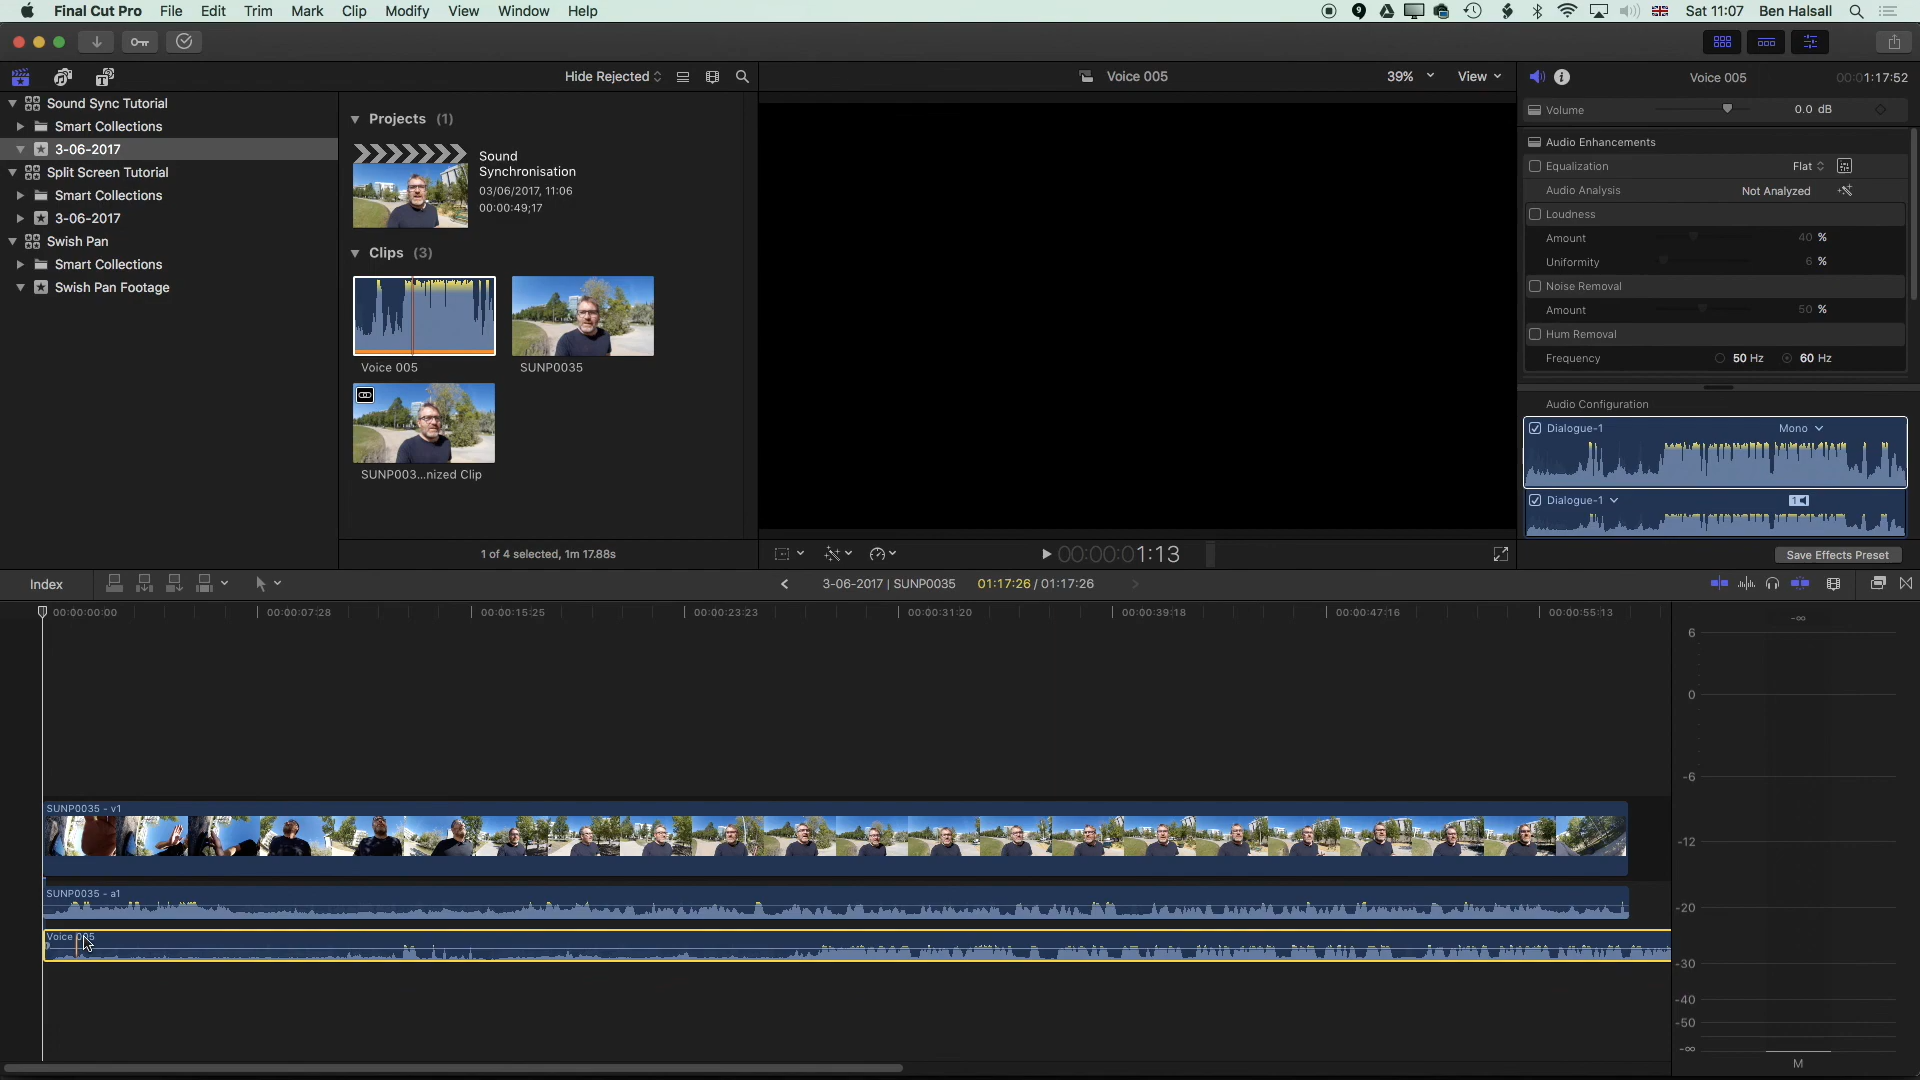 Final Cut Pro File Edit Trim Mark Clip Modify View Window Help
9 Sat 11:07 Ben Halsall
Hide Rejected
Voice 005 39% View
Voice 005 00:00:01:17:52
Sound Sync Tutorial
Smart Collections
3-06-2017
Split Screen Tutorial
Smart Collections
3-06-2017
Swish Pan
Smart Collections
Swish Pan Footage
Projects (1)
Sound
Synchronisation
03/06/2017, 11:06
00:00:49;17
Clips (3)
Voice 005
SUNP0035
SUNP003...nized Clip
1 of 4 selected, 1m 17.88s
00:00:01:13
Volume 0.0 dB
Audio Enhancements
Equalization Flat
Audio Analysis Not Analyzed
Loudness
Amount 40 %
Uniformity 6 %
Noise Removal
Amount 50 %
Hum Removal
Frequency 50 Hz 60 Hz
Audio Configuration
Dialogue-1 Mono
Dialogue-1 1
Save Effects Preset
Index
3-06-2017 | SUNP0035 01:17:26 / 01:17:26
00:00:00:00 00:00:07:28 00:00:15:25 00:00:23:23 00:00:31:20 00:00:39:18 00:00:47:16 00:00:55:13
SUNP0035 - v1
SUNP0035 - a1
Voice 005
-∞
6
0
-6
-12
-20
-30
-40
-50
-∞
M